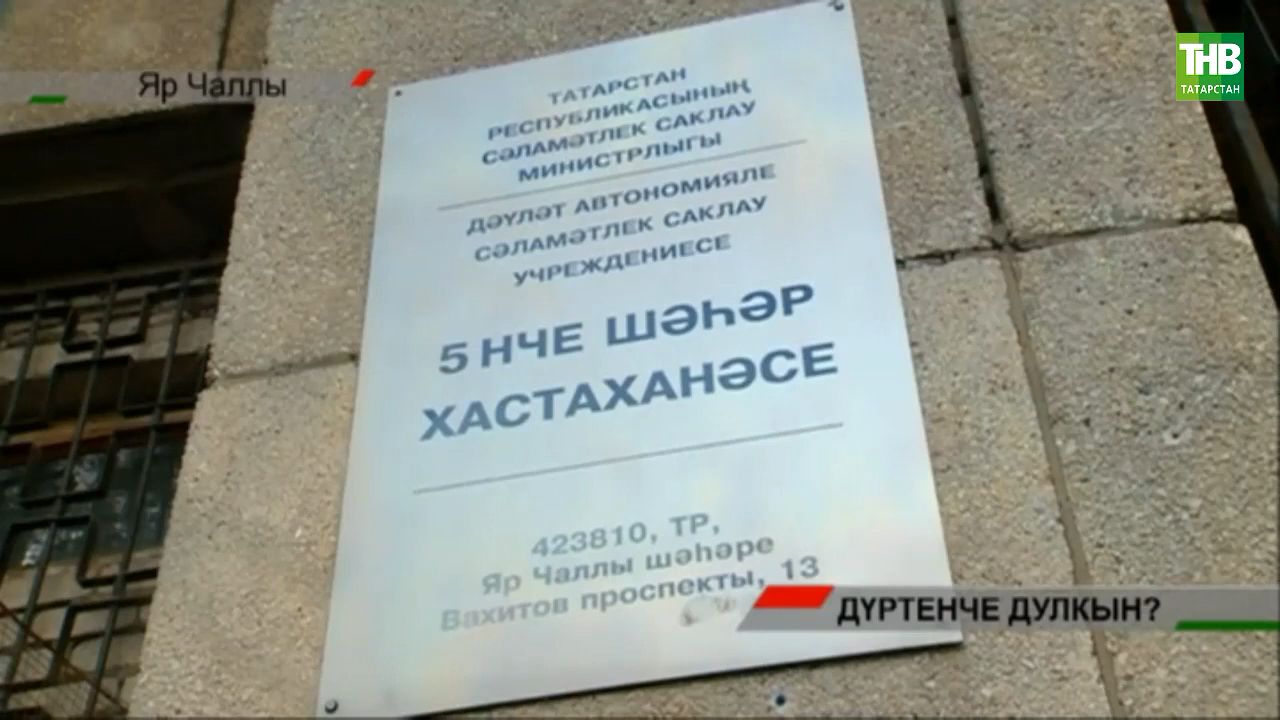 Яр Чаллы
ТНВ
ТАТАРСТАН
ТАТАРСТАН
РЕСПУБЛИКАСЫНЫҢ
СӘЛАМӘТЛЕК САКЛАУ
МИНИСТРЛЫГЫ
ДӘҮЛӘТ АВТОНОМИЯЛЕ
СӘЛАМӘТЛЕК САКЛАУ
УЧРЕЖДЕНИЕСЕ
5 НЧЕ ШӘҺӘР
ХАСТАХАНӘСЕ
423810, ТР,
Яр Чаллы шәһәре
Вахитов проспекты, 13
ДҮРТЕНЧЕ ДУЛКЫН?